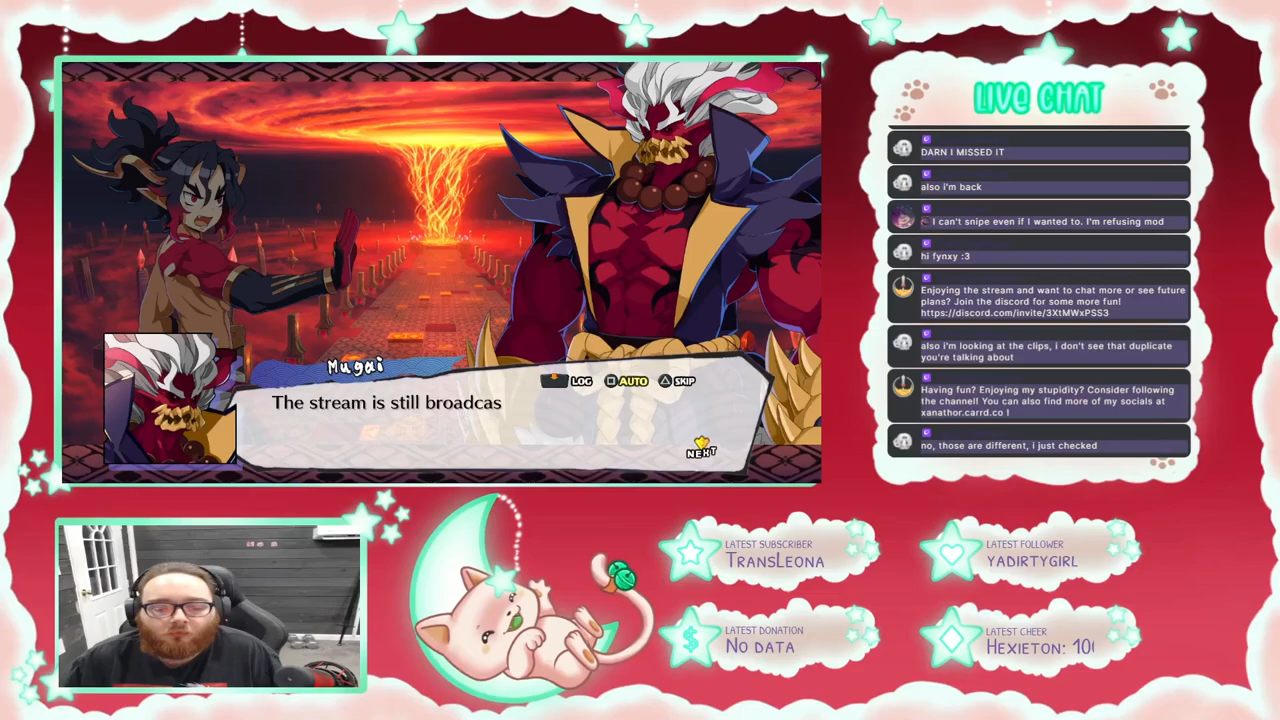 LIVE CHAT
DARN I MISSED IT
also i'm back
I can't snipe even if I wanted to. I'm refusing mod
hi fynxy :3
Enjoying the stream and want to chat more or see future
plans? Join the discord for some more fun!
https://discord.com/invite/3XtMWxPSS3
also i'm looking at the clips, i don't see that duplicate
you're talking about
Having fun? Enjoying my stupidity? Consider following
the channel! You can also find more of my socials at
xanathor.carrd.co !
no, those are different, i just checked
Mugai
LOG AUTO SKIP
The stream is still broadcas
NEXT
LATEST SUBSCRIBER
TRANSLEONA
LATEST FOLLOWER
YADIRTYGIRL
LATEST DONATION
NO DATA
LATEST CHEER
HEXIETON: 10